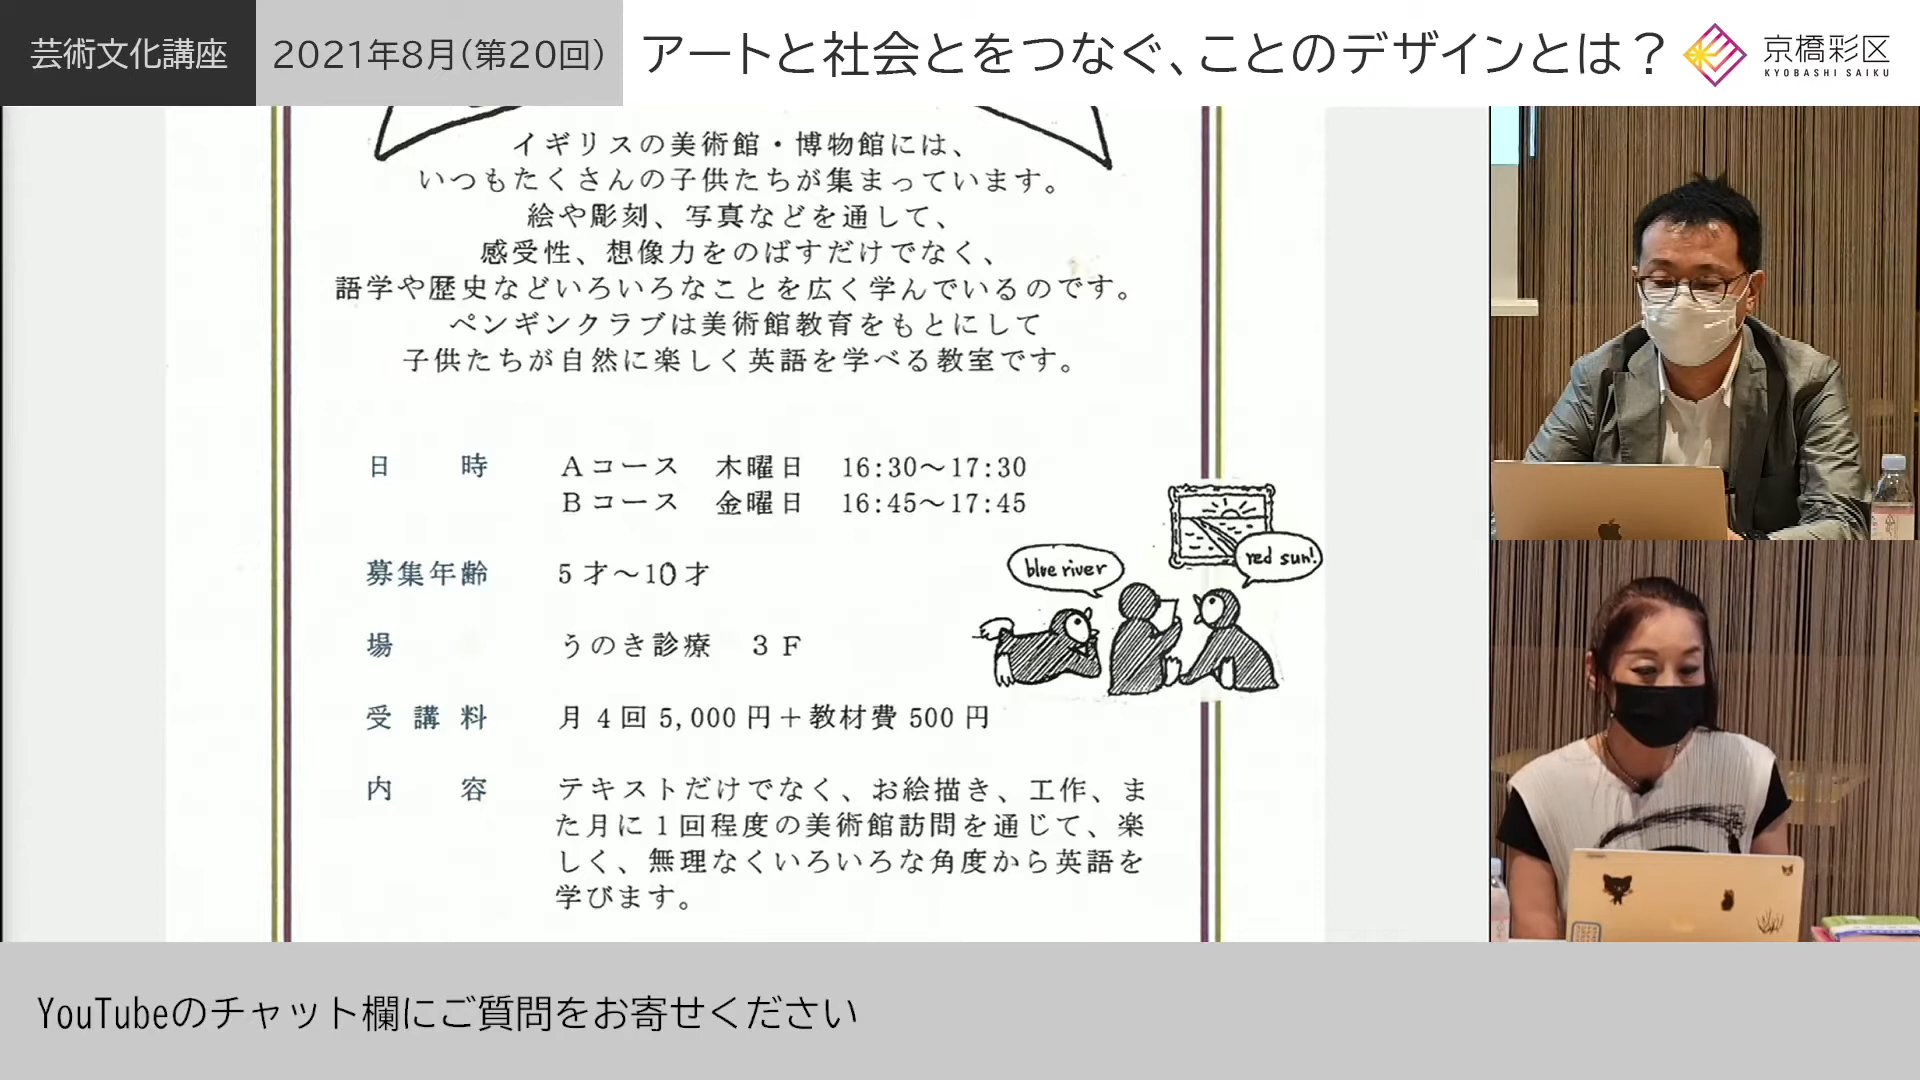 芸術文化講座
2021年8月(第20回)
アートと社会とをつなぐ、ことのデザインとは？
京橋彩区
KYOBASHI SAIKU
イギリスの美術館・博物館には、
いつもたくさんの子供たちが集まっています。
絵や彫刻、写真などを通して、
感受性、想像力をのばすだけでなく、
語学や歴史などいろいろなことを広く学んでいるのです。
ペンギンクラブは美術館教育をもとにして
子供たちが自然に楽しく英語を学べる教室です。
日時 Aコース 木曜日 16:30〜17:30
Bコース 金曜日 16:45〜17:45
募集年齢 5才〜10才
場 うのき診療 3F
受講料 月4回5,000円＋教材費500円
内容 テキストだけでなく、お絵描き、工作、ま
た月に1回程度の美術館訪問を通じて、楽
しく、無理なくいろいろな角度から英語を
学びます。
blue river
red sun!
YouTubeのチャット欄にご質問をお寄せください